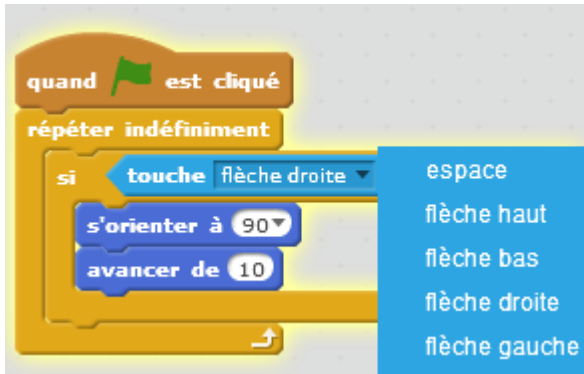 quand est cliqué
répéter indéfiniment
si touche flèche droite
s'orienter à 90
avancer de 10
espace
flèche haut
flèche bas
flèche droite
flèche gauche